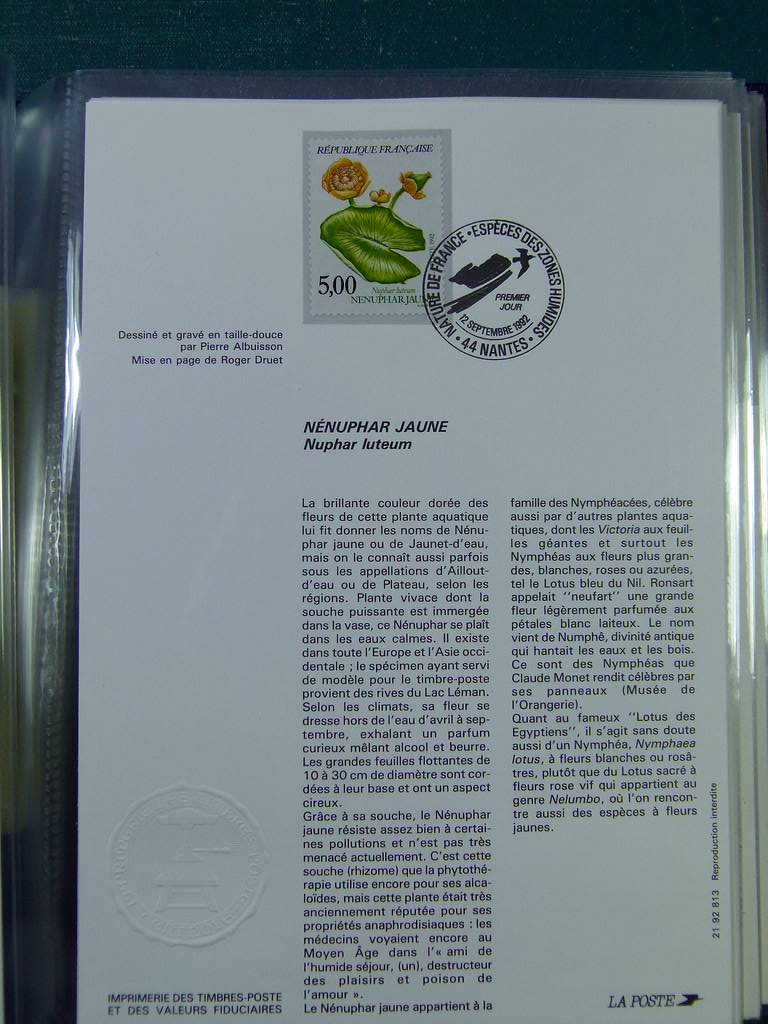 RÉPUBLIQUE FRANÇAISE
5,00
Nuphar luteum
NENUPHAR
1992
NATURE DE FRANCE • ESPÈCES DES ZONES HUMIDES •
PREMIER
JOUR
12 SEPTEMBRE 1992
44 NANTES
Dessiné et gravé en taille-douce
par Pierre Albuisson
Mise en page de Roger Druet
NÉNUPHAR JAUNE
Nuphar luteum
La brillante couleur dorée des
fleurs de cette plante aquatique
lui fit donner les noms de Nénu-
phar jaune ou de Jaunet-d'eau,
mais on le connaît aussi parfois
sous les appellations d'Aillout-
d'eau ou de Plateau, selon les
régions. Plante vivace dont la
souche puissante est immergée
dans la vase, ce Nénuphar se plaît
dans les eaux calmes. Il existe
dans toute l'Europe et l'Asie occi-
dentale ; le spécimen ayant servi
de modèle pour le timbre-poste
provient des rives du Lac Léman.
Selon les climats, sa fleur se
dresse hors de l'eau d'avril à sep-
tembre, exhalant un parfum
curieux mêlant alcool et beurre.
Les grandes feuilles flottantes de
10 à 30 cm de diamètre sont cor-
dées à leur base et ont un aspect
cireux.
Grâce à sa souche, le Nénuphar
jaune résiste assez bien à certai-
nes pollutions et n'est pas très
menacé actuellement. C'est cette
souche (rhizome) que la phytothé-
rapie utilise encore pour ses alca-
loïdes, mais cette plante était très
anciennement réputée pour ses
propriétés anaphrodisiaques : les
médecins voyaient encore au
Moyen Âge dans l'« ami de
l'humide séjour, (un), destructeur
des plaisirs et poison de
l'amour ».
Le Nénuphar jaune appartient à la
famille des Nymphéacées, célèbre
aussi par d'autres plantes aqua-
tiques, dont les Victoria aux feuil-
les géantes et surtout les
Nymphéas aux fleurs plus gran-
des, blanches, roses ou azurées,
tel le Lotus bleu du Nil. Ronsart
appelait ''neufart'' une grande
fleur légèrement parfumée aux
pétales blanc laiteux. Le nom
vient de Numphê, divinité antique
qui hantait les eaux et les bois.
Ce sont des Nymphéas que
Claude Monet rendit célèbres par
ses panneaux (Musée de
l'Orangerie).
Quant au fameux ''Lotus des
Egyptiens'', il s'agit sans doute
aussi d'un Nymphéa, Nymphaea
lotus, à fleurs blanches ou rosâ-
tres, plutôt que du Lotus sacré à
fleurs rose vif qui appartient au
genre Nelumbo, où l'on rencon-
tre aussi des espèces à fleurs
jaunes.
21 92 813 Reproduction interdite
IMPRIMERIE DES TIMBRES-POSTE
ET DES VALEURS FIDUCIAIRES
LA POSTE